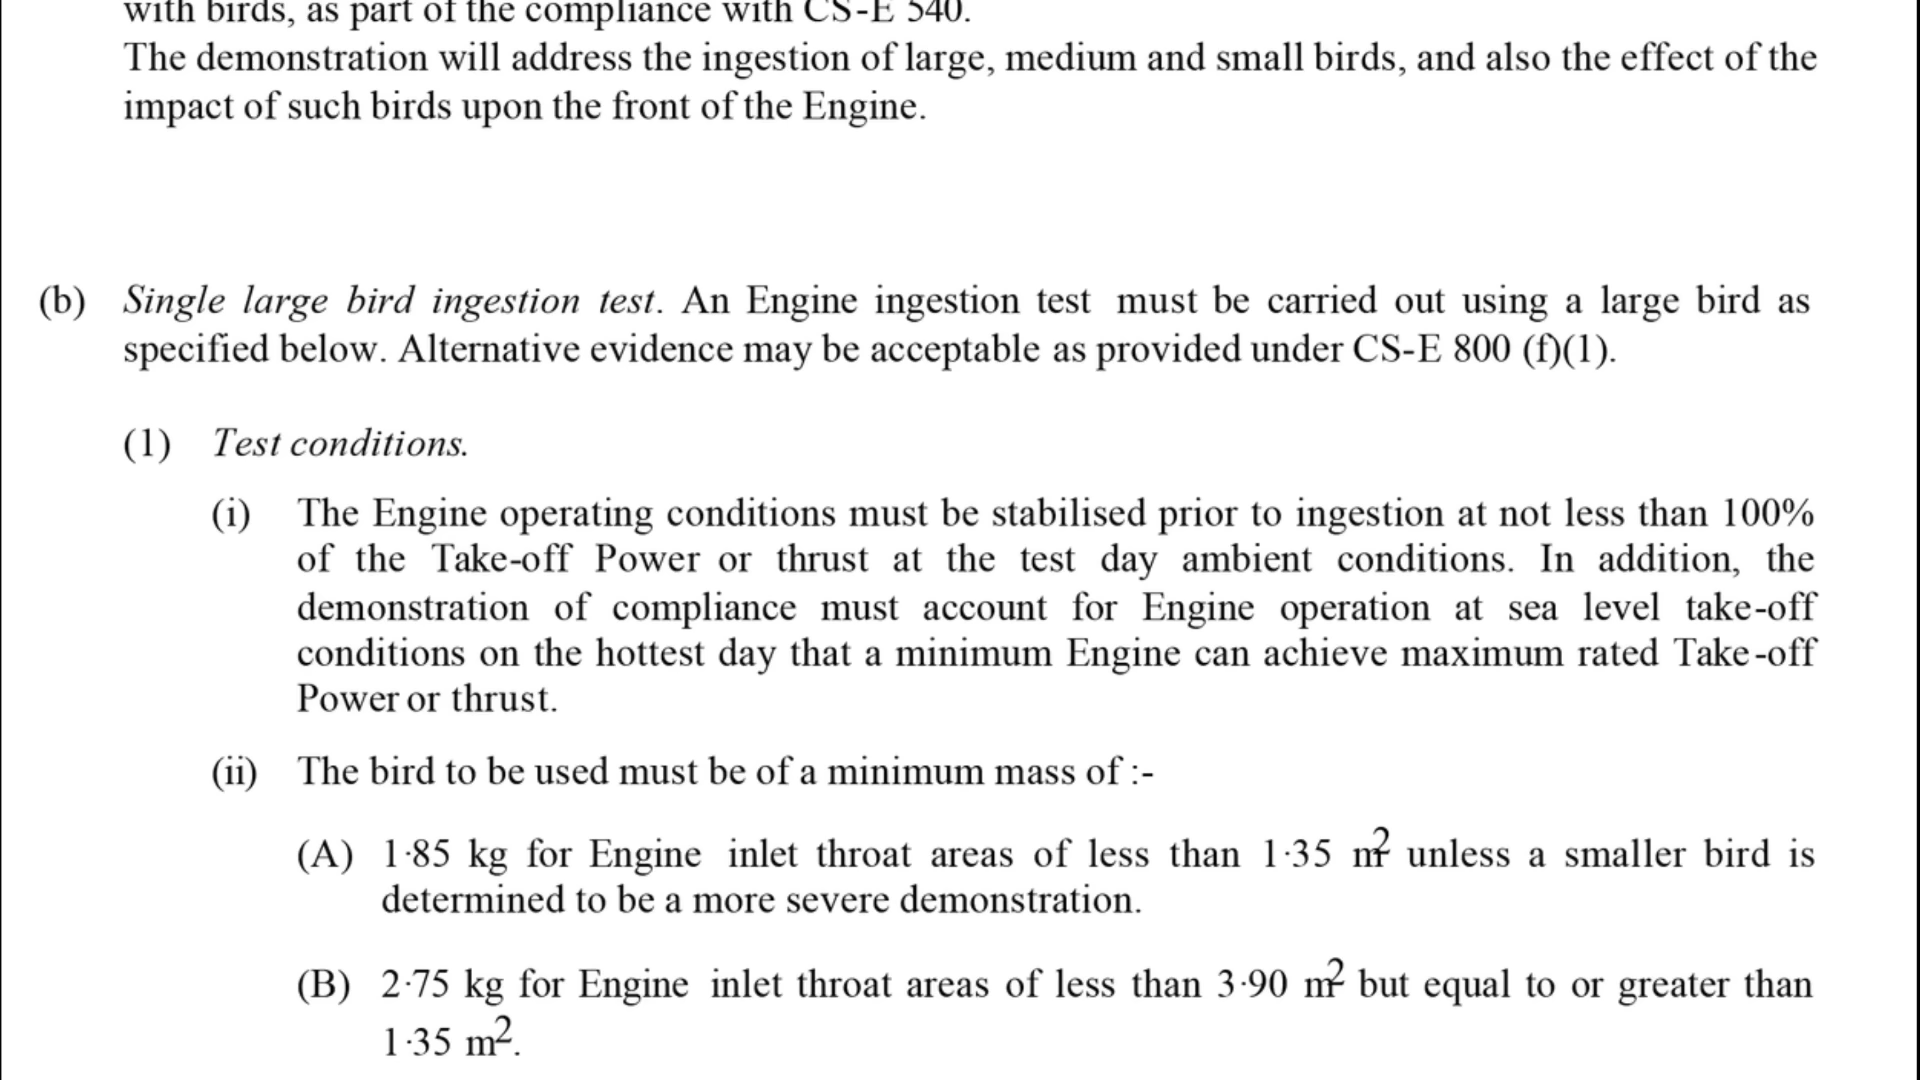 with birds, as part of the compliance with CS-E 540.
The demonstration will address the ingestion of large, medium and small birds, and also the effect of the
impact of such birds upon the front of the Engine.
(b) Single large bird ingestion test. An Engine ingestion test must be carried out using a large bird as
specified below. Alternative evidence may be acceptable as provided under CS-E 800 (f)(1).
(1) Test conditions.
(i) The Engine operating conditions must be stabilised prior to ingestion at not less than 100%
of the Take-off Power or thrust at the test day ambient conditions. In addition, the
demonstration of compliance must account for Engine operation at sea level take-off
conditions on the hottest day that a minimum Engine can achieve maximum rated Take-off
Power or thrust.
(ii) The bird to be used must be of a minimum mass of :-
(A) 1·85 kg for Engine inlet throat areas of less than 1·35 m² unless a smaller bird is
determined to be a more severe demonstration.
(B) 2·75 kg for Engine inlet throat areas of less than 3·90 m² but equal to or greater than
1·35 m².